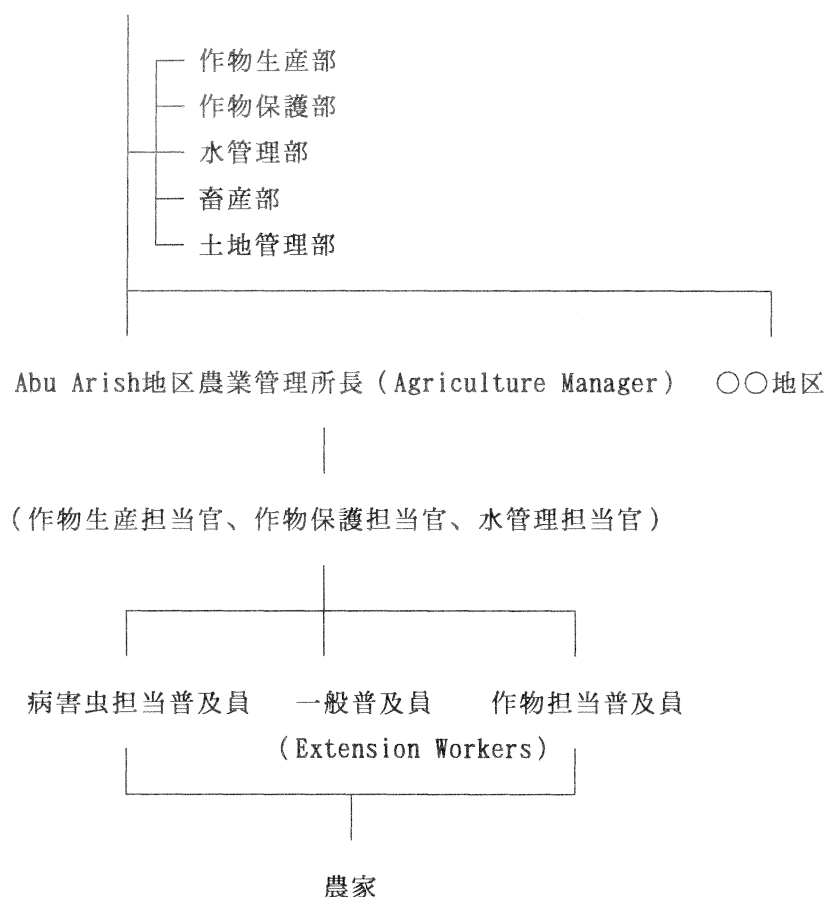 作物生産部
作物保護部
水管理部
畜産部
土地管理部
Abu Arish地区農業管理所長(Agriculture Manager) ○○地区
(作物生産担当官、作物保護担当官、水管理担当官)
病害虫担当普及員 一般普及員 作物担当普及員
(Extension Workers)
農家